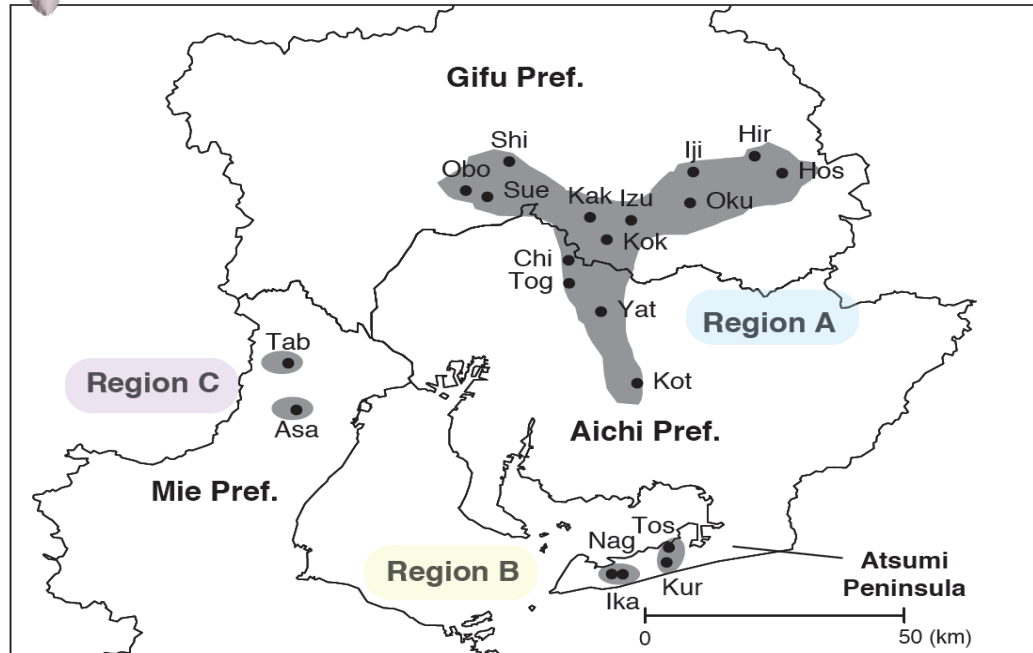 Gifu Pref.
Shi
Hir
Iji
Obo
Hos
Sue
Kak Izu
Oku
Kok
Chi
Tog
Yat
Region A
Tab
Region C
Kot
Asa
Aichi Pref.
Mie Pref.
Tos
Nag
Atsumi
Peninsula
Region B
Kur
Ika
0
50 (km)